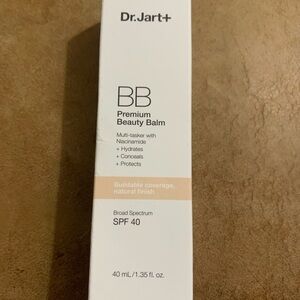 Dr.Jart+
BB
Premium
Beauty Balm
Multi-tasker with
Niacinamide
+ Hydrates
+ Conceals
+ Protects
Buildable coverage,
natural finish
Broad Spectrum
SPF 40
40 mL/1.35 fl. oz.